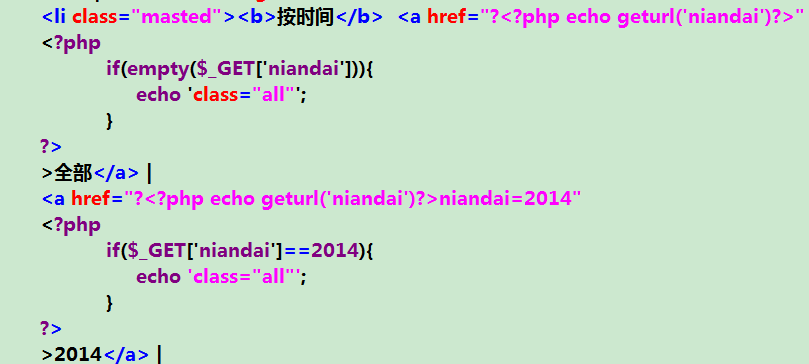 <li class="masted"><b>按时间</b> <a href="?<?php echo geturl('niandai')?>"
<?php
if(empty($_GET['niandai'])){
echo 'class="all"';
}
?>
>全部</a> |
<a href="?<?php echo geturl('niandai')?>niandai=2014"
<?php
if($_GET['niandai']==2014){
echo 'class="all"';
}
?>
>2014</a> |